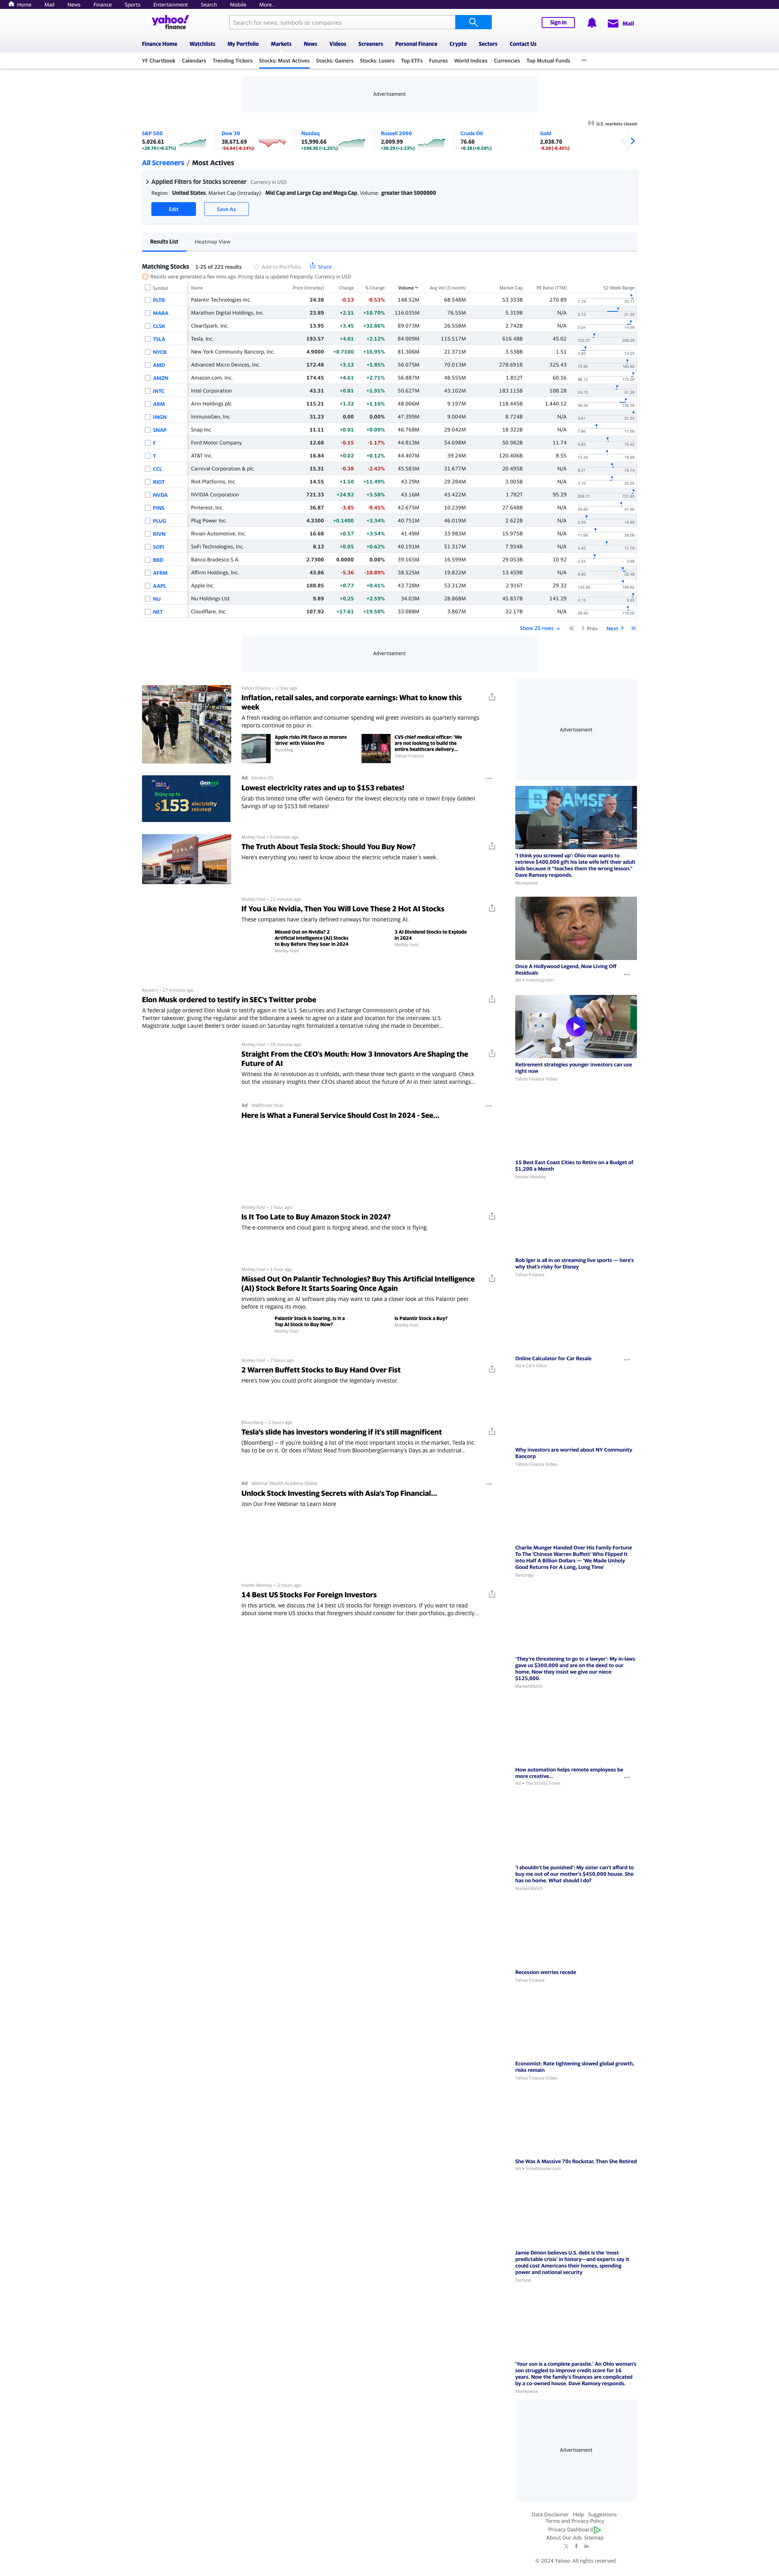 Home Mail News Finance Sports Entertainment Search Mobile More...
yahoo! finance
Search for news, symbols or companies
Sign in
Mail
Finance Home Watchlists My Portfolio Markets News Videos Screeners Personal Finance Crypto Sectors Contact Us
YF Chartbook Calendars Trending Tickers Stocks: Most Actives Stocks: Gainers Stocks: Losers Top ETFs Futures World Indices Currencies Top Mutual Funds
Advertisement
U.S. markets closed
S&P 500 Dow 30 Nasdaq Russell 2000 Crude Oil Gold
5,026.61 38,671.69 15,990.66 2,009.99 76.60 2,038.70
+28.70 (+0.57%) -54.64 (-0.14%) +196.95 (+1.25%) +30.29 (+1.53%) +0.38 (+0.50%) -9.20 (-0.45%)
All Screeners / Most Actives
Applied Filters for Stocks screener Currency in USD
Region: United States, Market Cap (Intraday): Mid Cap and Large Cap and Mega Cap, Volume: greater than 5000000
Edit Save As
Results List Heatmap View
Matching Stocks 1-25 of 221 results Add to Portfolio Share
Results were generated a few mins ago. Pricing data is updated frequently. Currency in USD
Symbol Name Price (Intraday) Change % Change Volume Avg Vol (3 month) Market Cap PE Ratio (TTM) 52 Week Range
PLTR Palantir Technologies Inc. 24.38 -0.13 -0.53% 148.52M 68.548M 53.333B 270.89
MARA Marathon Digital Holdings, Inc. 23.89 +2.31 +10.70% 116.035M 76.55M 5.319B N/A
CLSK CleanSpark, Inc. 13.95 +3.45 +32.86% 89.073M 26.558M 2.742B N/A
TSLA Tesla, Inc. 193.57 +4.01 +2.12% 84.009M 115.517M 616.48B 45.02
NYCB New York Community Bancorp, Inc. 4.9000 +0.7100 +16.95% 81.306M 21.371M 3.538B 1.51
AMD Advanced Micro Devices, Inc. 172.48 +3.13 +1.85% 56.075M 70.013M 278.691B 325.43
AMZN Amazon.com, Inc. 174.45 +4.61 +2.71% 56.887M 48.555M 1.812T 60.16
INTC Intel Corporation 43.31 +0.81 +1.91% 50.627M 43.102M 183.115B 108.28
ARM Arm Holdings plc 115.21 +1.32 +1.16% 48.006M 9.197M 118.445B 1,440.12
IMGN ImmunoGen, Inc. 31.23 0.00 0.00% 47.399M 9.004M 8.724B N/A
SNAP Snap Inc. 11.11 +0.01 +0.09% 46.768M 29.042M 18.322B N/A
F Ford Motor Company 12.68 -0.15 -1.17% 44.813M 54.698M 50.982B 11.74
T AT&T Inc. 16.84 +0.02 +0.12% 44.407M 39.24M 120.406B 8.55
CCL Carnival Corporation & plc 15.31 -0.38 -2.42% 45.583M 31.677M 20.495B N/A
RIOT Riot Platforms, Inc. 14.55 +1.50 +11.49% 43.29M 29.284M 3.005B N/A
NVDA NVIDIA Corporation 721.33 +24.92 +3.58% 43.16M 43.422M 1.782T 95.29
PINS Pinterest, Inc. 36.87 -3.85 -9.45% 42.675M 10.239M 27.648B N/A
PLUG Plug Power Inc. 4.3300 +0.1400 +3.34% 40.751M 46.019M 2.622B N/A
RIVN Rivian Automotive, Inc. 16.68 +0.57 +3.54% 41.49M 33.983M 15.975B N/A
SOFI SoFi Technologies, Inc. 8.13 +0.05 +0.62% 40.191M 51.317M 7.934B N/A
BBD Banco Bradesco S.A. 2.7300 0.0000 0.00% 39.165M 16.599M 29.053B 10.92
AFRM Affirm Holdings, Inc. 43.86 -5.36 -10.89% 38.525M 19.822M 13.459B N/A
AAPL Apple Inc. 188.85 +0.77 +0.41% 43.728M 53.312M 2.916T 29.32
NU Nu Holdings Ltd. 9.89 +0.25 +2.59% 34.03M 28.868M 45.837B 141.29
NET Cloudflare, Inc. 107.92 +17.61 +19.50% 33.088M 3.867M 32.17B N/A
Show 25 rows Prev Next
Advertisement
Yahoo Finance • 1 hour ago
Inflation, retail sales, and corporate earnings: What to know this
week
A fresh reading on inflation and consumer spending will greet investors as quarterly earnings
reports continue to pour in.
Apple risks PR fiasco as morons
'drive' with Vision Pro
Autoblog
CVS chief medical officer: 'We
are not looking to build the
entire healthcare delivery...
Yahoo Finance
Ad Geneco SG
Lowest electricity rates and up to $153 rebates!
Grab this limited time offer with Geneco for the lowest electricity rate in town! Enjoy Golden
Savings of up to $153 bill rebates!
Geneco
Enjoy up to
$153 electricity
rebates!
Motley Fool • 6 minutes ago
The Truth About Tesla Stock: Should You Buy Now?
Here's everything you need to know about the electric vehicle maker's week.
TESLA
Motley Fool • 21 minutes ago
If You Like Nvidia, Then You Will Love These 2 Hot AI Stocks
These companies have clearly defined runways for monetizing AI.
Missed Out on Nvidia? 2
Artificial Intelligence (AI) Stocks
to Buy Before They Soar in 2024
Motley Fool
3 AI Dividend Stocks to Explode
in 2024
Motley Fool
Reuters • 27 minutes ago
Elon Musk ordered to testify in SEC's Twitter probe
A federal judge ordered Elon Musk to testify again in the U.S. Securities and Exchange Commission's probe of his
Twitter takeover, giving the regulator and the billionaire a week to agree on a date and location for the interview. U.S.
Magistrate Judge Laurel Beeler's order issued on Saturday night formalized a tentative ruling she made in December...
Motley Fool • 50 minutes ago
Straight From the CEO's Mouth: How 3 Innovators Are Shaping the
Future of AI
Witness the AI revolution as it unfolds, with these three tech giants in the vanguard. Check
out the visionary insights their CEOs shared about the future of AI in their latest earnings...
Ad WallStreet Viral
Here is What a Funeral Service Should Cost In 2024 - See...
Motley Fool • 1 hour ago
Is It Too Late to Buy Amazon Stock in 2024?
The e-commerce and cloud giant is forging ahead, and the stock is flying.
Motley Fool • 1 hour ago
Missed Out On Palantir Technologies? Buy This Artificial Intelligence
(AI) Stock Before It Starts Soaring Once Again
Investors seeking an AI software play may want to take a closer look at this Palantir peer
before it regains its mojo.
Palantir Stock Is Soaring. Is It a
Top AI Stock to Buy Now?
Motley Fool
Is Palantir Stock a Buy?
Motley Fool
Motley Fool • 2 hours ago
2 Warren Buffett Stocks to Buy Hand Over Fist
Here's how you could profit alongside the legendary investor.
Bloomberg • 2 hours ago
Tesla's slide has investors wondering if it's still magnificent
(Bloomberg) -- If you're building a list of the most important stocks in the market, Tesla Inc.
has to be on it. Or does it?Most Read from BloombergGermany's Days as an Industrial...
Ad Webinar Wealth Academy Global
Unlock Stock Investing Secrets with Asia's Top Financial...
Join Our Free Webinar to Learn More
Insider Monkey • 2 hours ago
14 Best US Stocks For Foreign Investors
In this article, we discuss the 14 best US stocks for foreign investors. If you want to read
about some more US stocks that foreigners should consider for their portfolios, go directly...
Advertisement
RAMSEY
'I think you screwed up': Ohio man wants to
retrieve $400,000 gift his late wife left their adult
kids because it "teaches them the wrong lesson."
Dave Ramsey responds.
Moneywise
Once A Hollywood Legend, Now Living Off
Residuals
Ad • Investing.com
Retirement strategies younger investors can use
right now
Yahoo Finance Video
15 Best East Coast Cities to Retire on a Budget of
$1,200 a Month
Insider Monkey
Bob Iger is all in on streaming live sports — here's
why that's risky for Disney
Yahoo Finance
Online Calculator for Car Resale
Ad • Cars Value
Why investors are worried about NY Community
Bancorp
Yahoo Finance Video
Charlie Munger Handed Over His Family Fortune
To The 'Chinese Warren Buffett' Who Flipped It
Into Half A Billion Dollars — 'We Made Unholy
Good Returns For A Long, Long Time'
Benzinga
'They're threatening to go to a lawyer': My in-laws
gave us $300,000 and are on the deed to our
home. Now they insist we give our niece
$125,000.
MarketWatch
How automation helps remote employees be
more creative...
Ad • The Straits Times
'I shouldn't be punished': My sister can't afford to
buy me out of our mother's $450,000 house. She
has no home. What should I do?
MarketWatch
Recession worries recede
Yahoo Finance
Economist: Rate tightening slowed global growth,
risks remain
Yahoo Finance Video
She Was A Massive 70s Rockstar, Then She Retired
Jamie Dimon believes U.S. debt is the 'most
predictable crisis' in history—and experts say it
could cost Americans their homes, spending
power and national security
Fortune
'Your son is a complete parasite.' An Ohio woman's
son struggled to improve credit score for 16
years. Now the family's finances are complicated
by a co-owned house. Dave Ramsey responds.
Moneywise
Advertisement
Data Disclaimer Help Suggestions
Terms and Privacy Policy
Privacy Dashboard
About Our Ads Sitemap
© 2024 Yahoo. All rights reserved.